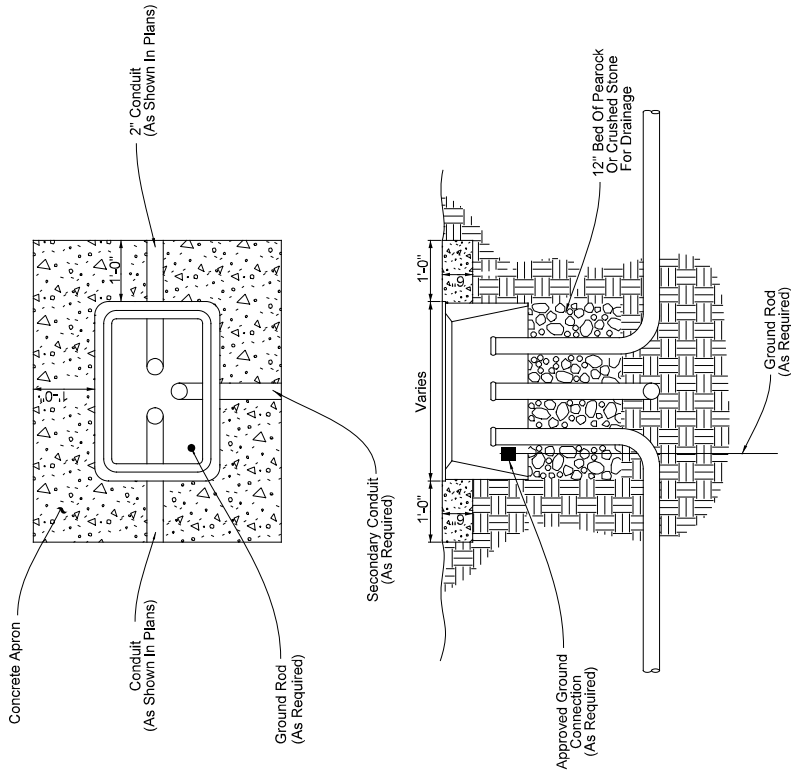 Concrete Apron
Conduit
(As Shown In Plans)
Ground Rod
(As Required)
Secondary Conduit
(As Required)
2" Conduit
(As Shown In Plans)
1'-0"
1'-0"
Approved Ground
Connection
(As Required)
1'-0"
Varies
1'-0"
12" Bed Of Pearock
Or Crushed Stone
For Drainage
Ground Rod
(As Required)